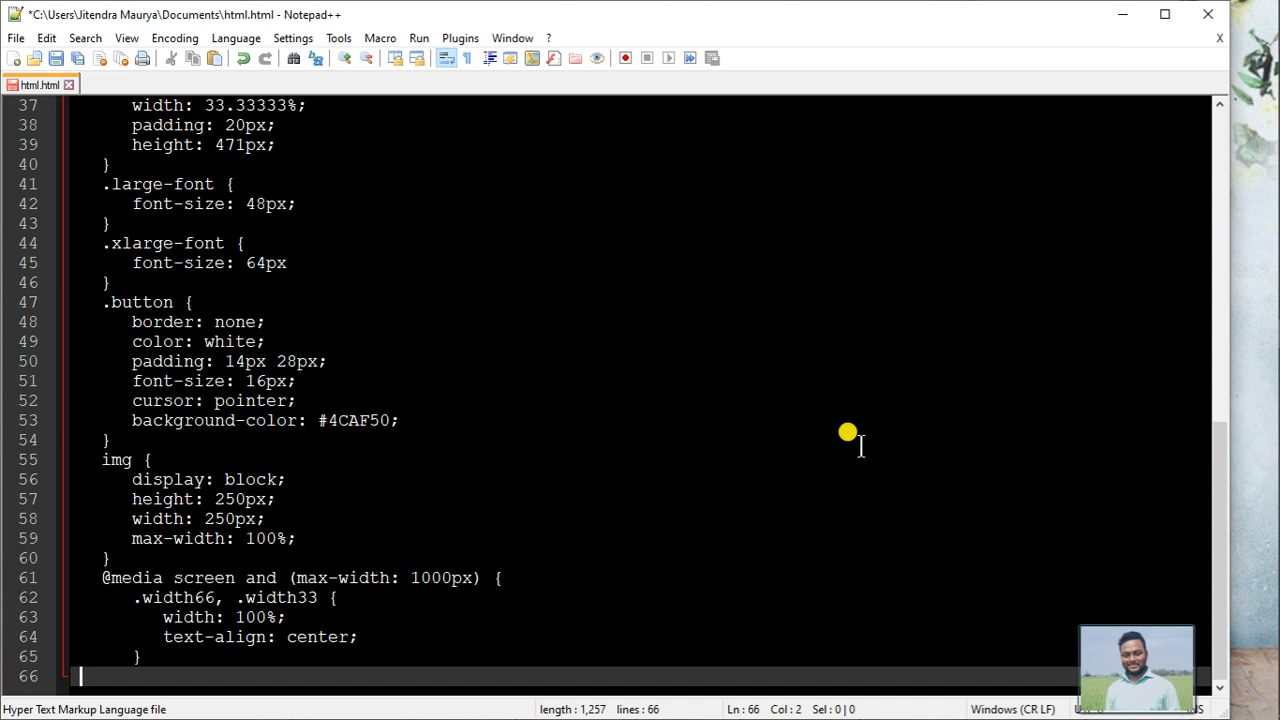 *C:\Users\Jitendra Maurya\Documents\html.html - Notepad++
File Edit Search View Encoding Language Settings Tools Macro Run Plugins Window ? X
html.html
37 width: 33.33333%;
38 padding: 20px;
39 height: 471px;
40 }
41 .large-font {
42 font-size: 48px;
43 }
44 .xlarge-font {
45 font-size: 64px
46 }
47 .button {
48 border: none;
49 color: white;
50 padding: 14px 28px;
51 font-size: 16px;
52 cursor: pointer;
53 background-color: #4CAF50;
54 }
55 img {
56 display: block;
57 height: 250px;
58 width: 250px;
59 max-width: 100%;
60 }
61 @media screen and (max-width: 1000px) {
62 .width66, .width33 {
63 width: 100%;
64 text-align: center;
65 }
66
Hyper Text Markup Language file length : 1,257 lines : 66 Ln : 66 Col : 2 Sel : 0 | 0 Windows (CR LF)